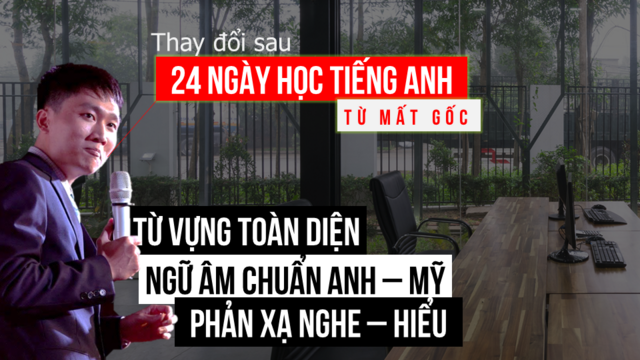 Thay đổi sau
24 NGÀY HỌC TIẾNG ANH
TỪ MẤT GỐC
TỪ VỰNG TOÀN DIỆN
NGỮ ÂM CHUẨN ANH – MỸ
PHẢN XẠ NGHE – HIỂU